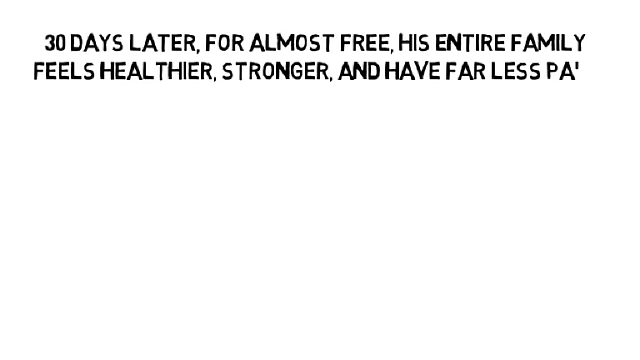 30 DAYS LATER, FOR ALMOST FREE, HIS ENTIRE FAMILY
FEELS HEALTHIER, STRONGER, AND HAVE FAR LESS